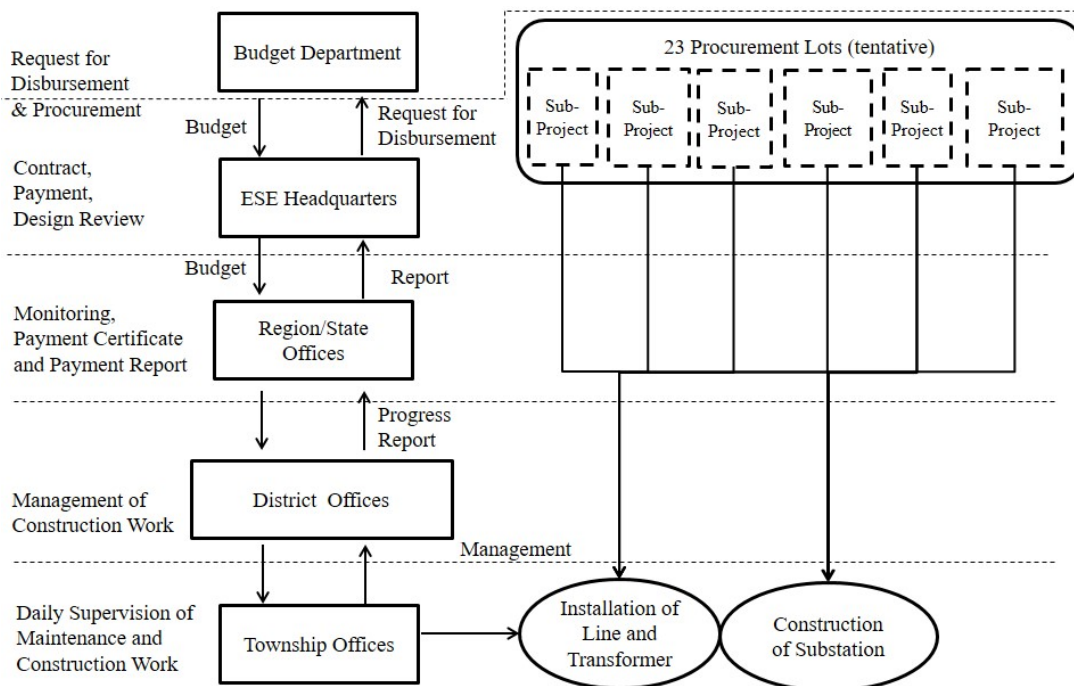 Request for
Disbursement
& Procurement
Budget Department
23 Procurement Lots (tentative)
Sub-
Project
Sub-
Project
Sub-
Project
Sub-
Project
Sub-
Project
Sub-
Project
Budget
Request for
Disbursement
Contract,
Payment,
Design Review
ESE Headquarters
Budget
Report
Monitoring,
Payment Certificate
and Payment Report
Region/State
Offices
Progress
Report
Management of
Construction Work
District Offices
Management
Daily Supervision of
Maintenance and
Construction Work
Township Offices
Installation of
Line and
Transformer
Construction
of Substation